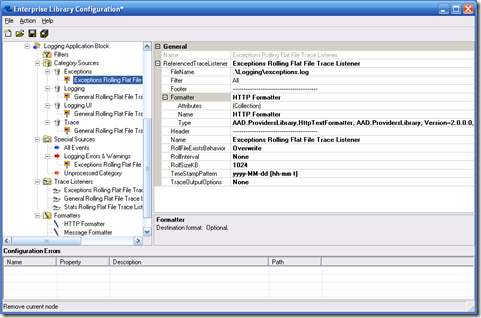 Enterprise Library Configuration*
File Action Help
Logging Application Block
Filters
Category Sources
Exceptions
Exceptions Rolling Flat File
Logging
General Rolling Flat File Tra
Logging UI
General Rolling Flat File Tra
Trace
General Rolling Flat File Tra
Special Sources
All Events
Logging Errors & Warnings
Exceptions Rolling Flat File
Unprocessed Category
Trace Listeners
Exceptions Rolling Flat File Trac
General Rolling Flat File Trace L
Stats Rolling Flat File Trace List
Formatters
HTTP Formatter
Message Formatter
General
Name Exceptions Rolling Flat File Trace Listener
ReferencedTraceListener Exceptions Rolling Flat File Trace Listener
FileName .\Logging\exceptions.log
Filter All
Footer ----------------------------------------
Formatter HTTP Formatter
Attributes (Collection)
Name HTTP Formatter
Type AAD.ProvidersLibrary.HttpTextFormatter, AAD.ProvidersLibrary, Version=2.0.0.0,
Header ----------------------------------------
Name Exceptions Rolling Flat File Trace Listener
RollFileExistsBehavior Overwrite
RollInterval None
RollSizeKB 1024
TimeStampPattern yyyy-MM-dd [hh-mm t]
TraceOutputOptions None
Formatter
Destination format. Optional.
Configuration Errors
Name Property Description Path
Remove current node